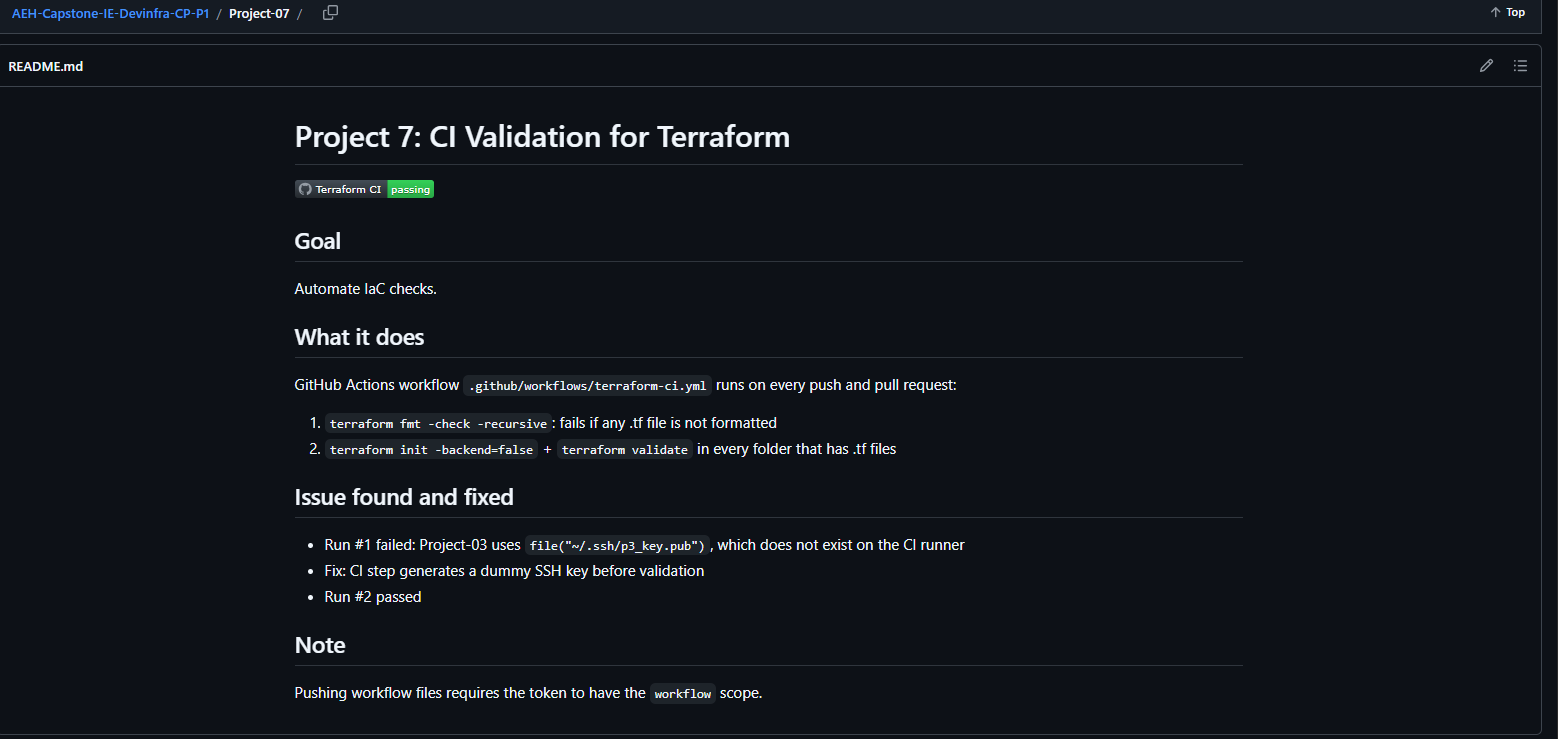 AEH-Capstone-IE-Devinfra-CP-P1 / Project-07 /
Top
README.md
Project 7: CI Validation for Terraform
Terraform CI passing
Goal
Automate IaC checks.
What it does
GitHub Actions workflow .github/workflows/terraform-ci.yml runs on every push and pull request:
1. terraform fmt -check -recursive: fails if any .tf file is not formatted
2. terraform init -backend=false + terraform validate in every folder that has .tf files
Issue found and fixed
• Run #1 failed: Project-03 uses file("~/.ssh/p3_key.pub"), which does not exist on the CI runner
• Fix: CI step generates a dummy SSH key before validation
• Run #2 passed
Note
Pushing workflow files requires the token to have the workflow scope.